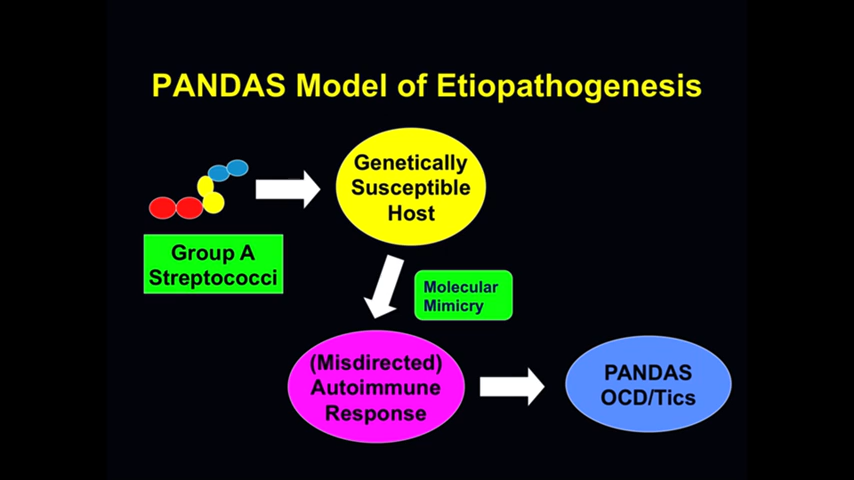 PANDAS Model of Etiopathogenesis
Genetically
Susceptible
Host
Group A
Streptococci
Molecular
Mimicry
(Misdirected)
Autoimmune
Response
PANDAS
OCD/Tics